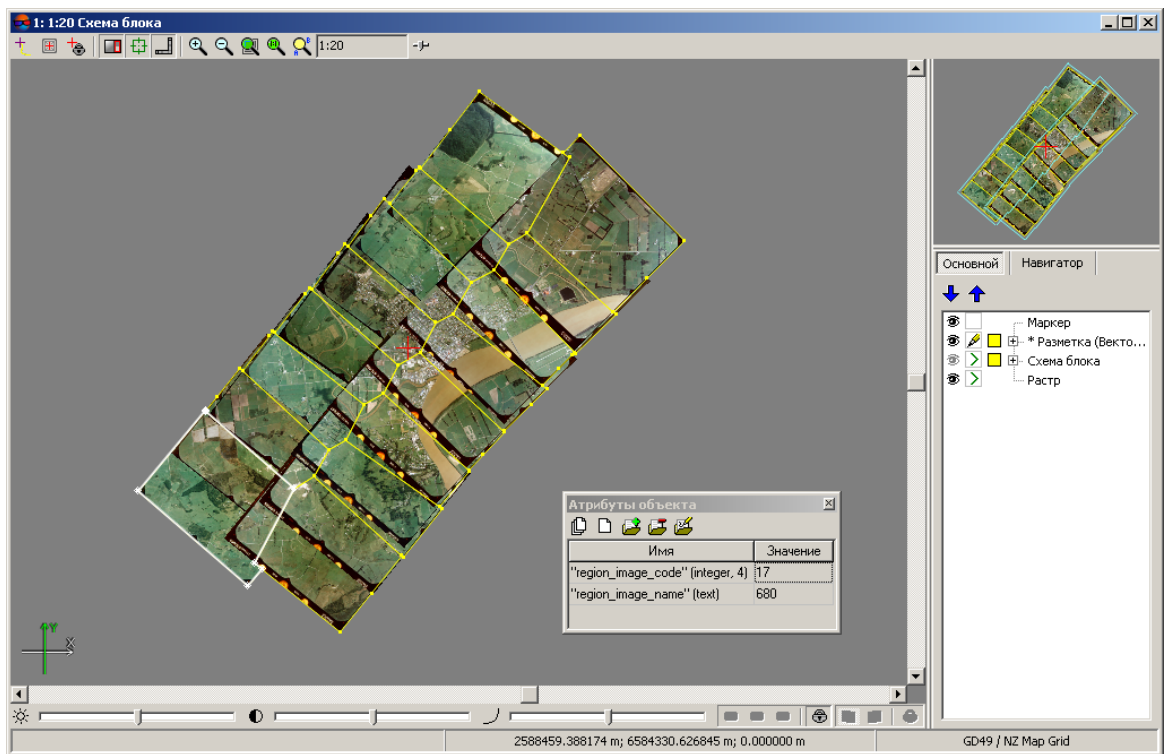 1: 1:20 Схема блока
1:20
Основной
Навигатор
Маркер
* Разметка (Векто...
Схема блока
Растр
Атрибуты объекта
Имя
Значение
"region_image_code" (integer, 4)
17
"region_image_name" (text)
680
Y
X
2588459.388174 m; 6584330.626845 m; 0.000000 m
GD49 / NZ Map Grid